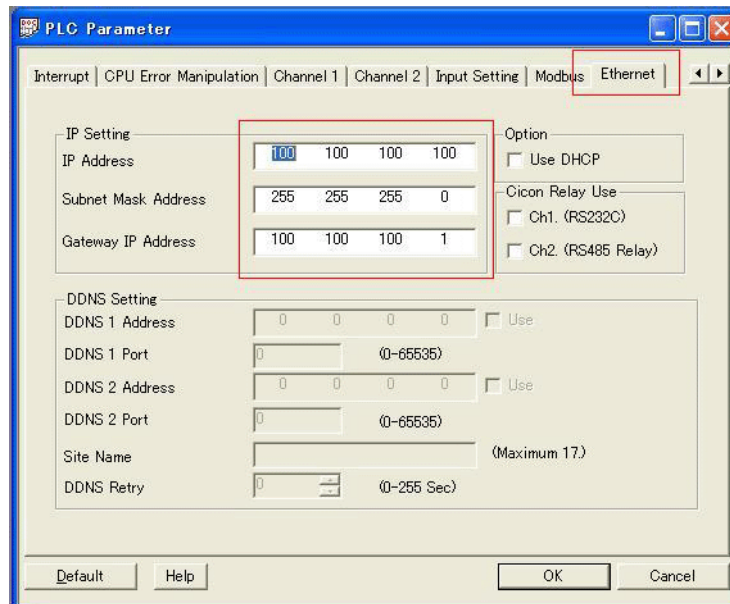 PLC Parameter
Interrupt CPU Error Manipulation Channel 1 Channel 2 Input Setting Modbus Ethernet
IP Setting
IP Address 100 100 100 100
Subnet Mask Address 255 255 255 0
Gateway IP Address 100 100 100 1
Option
Use DHCP
Cicon Relay Use
Ch1. (RS232C)
Ch2. (RS485 Relay)
DDNS Setting
DDNS 1 Address 0 0 0 0 Use
DDNS 1 Port 0 (0-65535)
DDNS 2 Address 0 0 0 0 Use
DDNS 2 Port 0 (0-65535)
Site Name (Maximum 17.)
DDNS Retry 0 (0-255 Sec)
Default Help OK Cancel